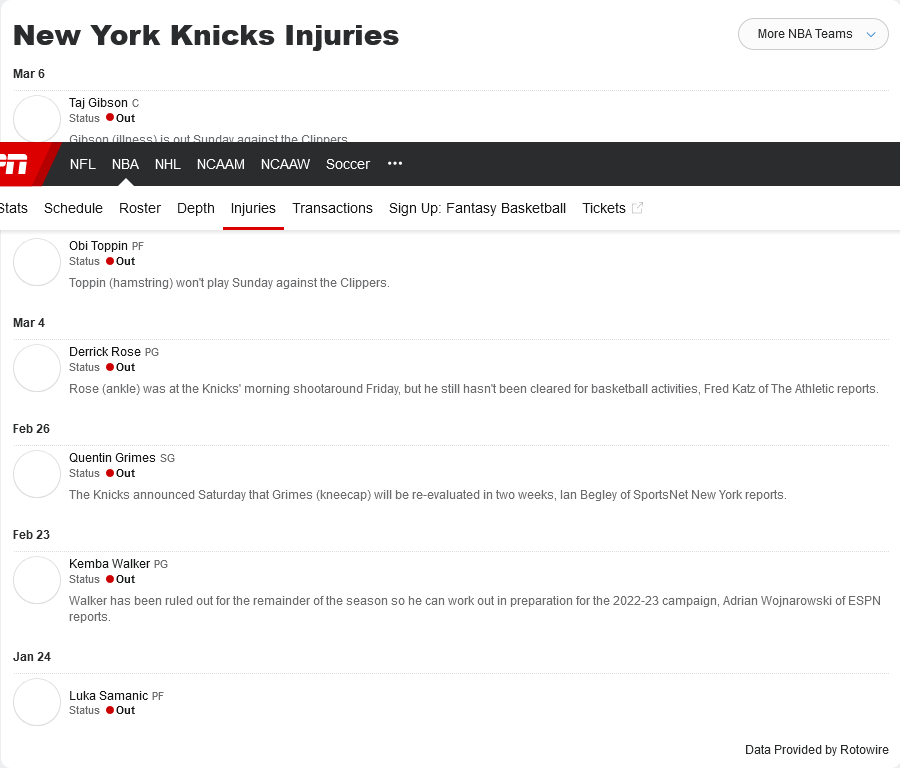 New York Knicks Injuries
More NBA Teams
Mar 6
Taj Gibson C
Status Out
Gibson (illness) is out Sunday against the Clippers.
NFL NBA NHL NCAAM NCAAW Soccer
Stats Schedule Roster Depth Injuries Transactions Sign Up: Fantasy Basketball Tickets
Obi Toppin PF
Status Out
Toppin (hamstring) won't play Sunday against the Clippers.
Mar 4
Derrick Rose PG
Status Out
Rose (ankle) was at the Knicks' morning shootaround Friday, but he still hasn't been cleared for basketball activities, Fred Katz of The Athletic reports.
Feb 26
Quentin Grimes SG
Status Out
The Knicks announced Saturday that Grimes (kneecap) will be re-evaluated in two weeks, Ian Begley of SportsNet New York reports.
Feb 23
Kemba Walker PG
Status Out
Walker has been ruled out for the remainder of the season so he can work out in preparation for the 2022-23 campaign, Adrian Wojnarowski of ESPN
reports.
Jan 24
Luka Samanic PF
Status Out
Data Provided by Rotowire